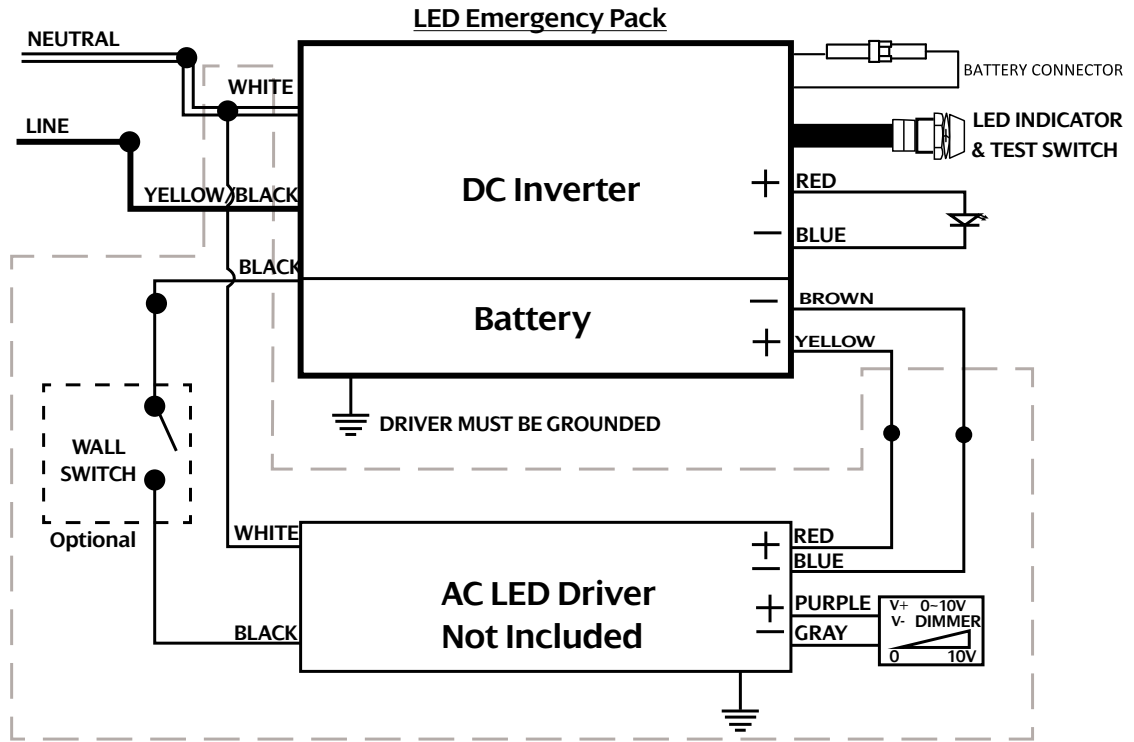 LED Emergency Pack
NEUTRAL
WHITE
BATTERY CONNECTOR
LINE
LED INDICATOR
& TEST SWITCH
YELLOW/BLACK
DC Inverter
+
RED
−
BLUE
BLACK
Battery
−
BROWN
+
YELLOW
DRIVER MUST BE GROUNDED
WALL
SWITCH
Optional
WHITE
AC LED Driver
Not Included
+
RED
−
BLUE
+
PURPLE
−
GRAY
V+ 0~10V
V- DIMMER
0 10V
BLACK